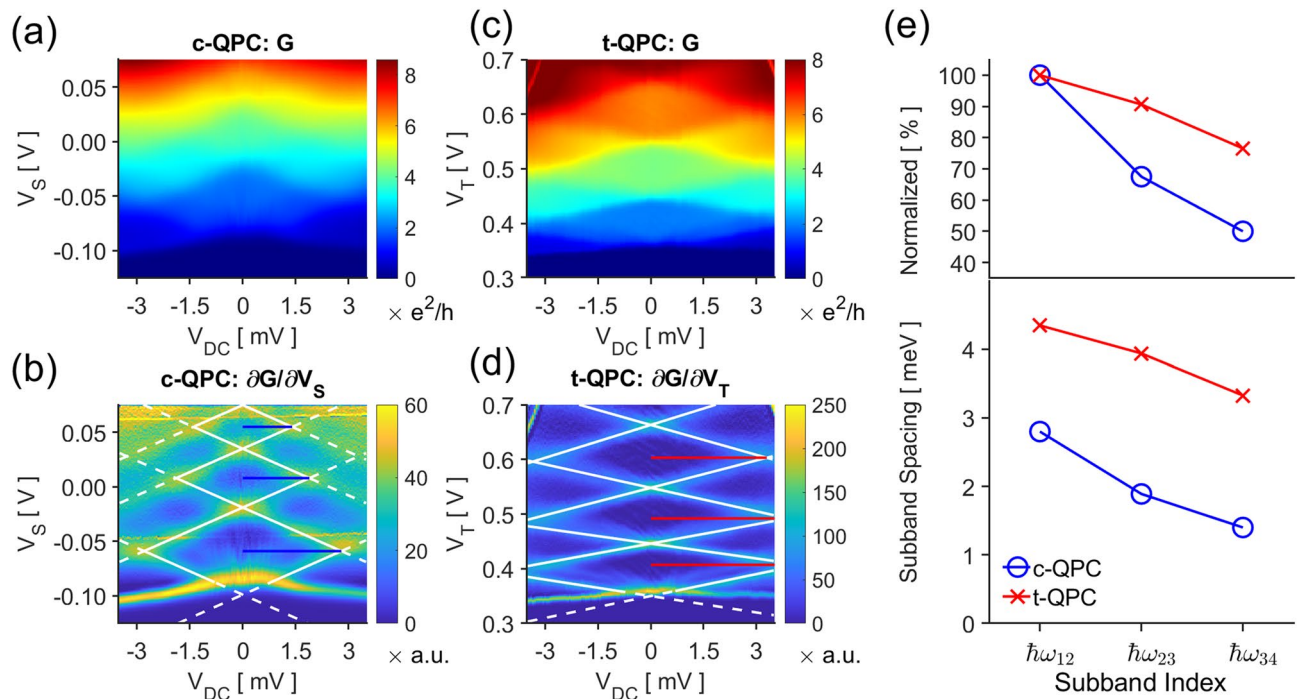 (a)
c-QPC: G
V_S [ V ]
0.05
0.00
-0.05
-0.10
-3 -1.5 0 1.5 3
V_DC [ mV ]
8
6
4
2
0
× e²/h
(c)
t-QPC: G
V_T [ V ]
0.7
0.6
0.5
0.4
0.3
-3 -1.5 0 1.5 3
V_DC [ mV ]
8
6
4
2
0
× e²/h
(b)
c-QPC: ∂G/∂V_S
V_S [ V ]
0.05
0.00
-0.05
-0.10
-3 -1.5 0 1.5 3
V_DC [ mV ]
60
40
20
0
× a.u.
(d)
t-QPC: ∂G/∂V_T
V_T [ V ]
0.7
0.6
0.5
0.4
0.3
-3 -1.5 0 1.5 3
V_DC [ mV ]
250
200
150
100
50
0
× a.u.
(e)
Normalized [ % ]
100
90
80
70
60
50
40
Subband Spacing [ meV ]
4
3
2
1
0
c-QPC
t-QPC
ℏω₁₂ ℏω₂₃ ℏω₃₄
Subband Index